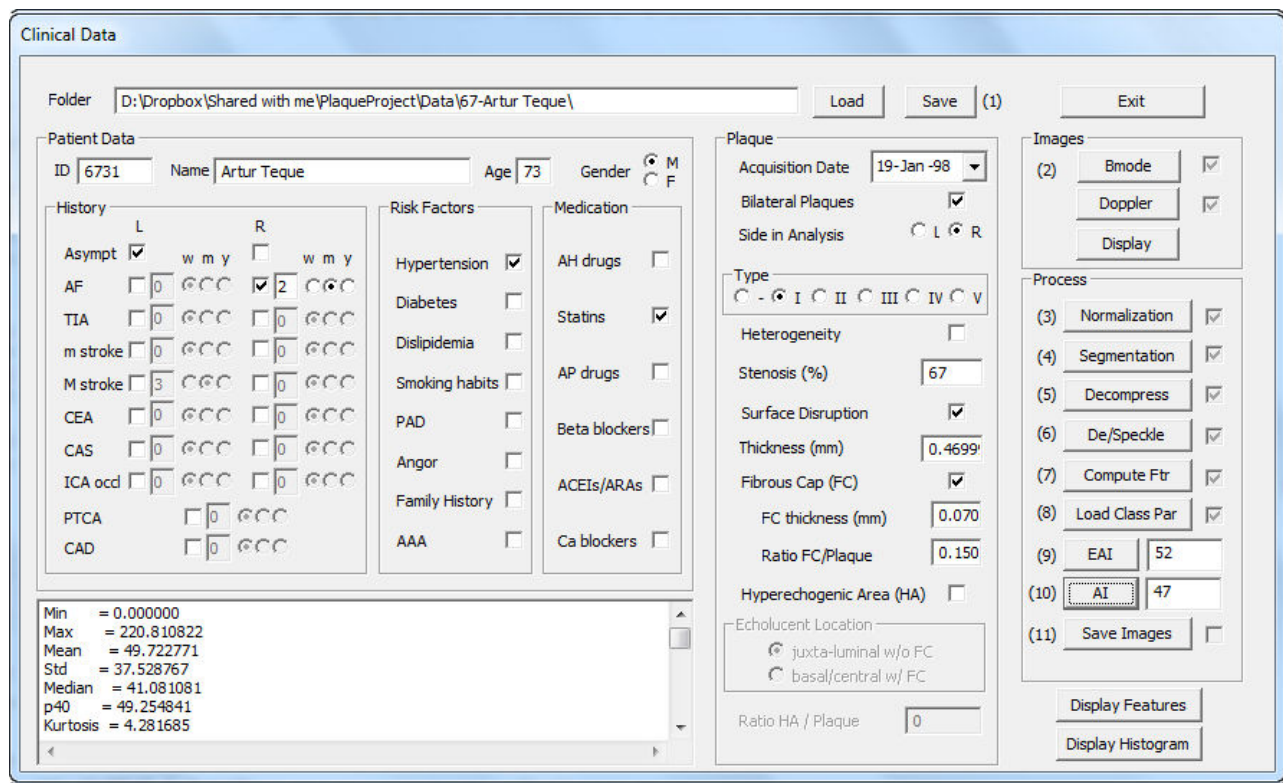 Clinical Data
Folder D:\Dropbox\Shared with me\PlaqueProject\Data\67-Artur Teque\ Load Save (1) Exit
Patient Data
ID 6731 Name Artur Teque Age 73 Gender M
F
History
L R
Asympt w m y w m y
AF 0 2
TIA 0 0
m stroke 0 0
M stroke 3 0
CEA 0 0
CAS 0 0
ICA occl 0 0
PTCA 0
CAD 0
Risk Factors
Hypertension
Diabetes
Dislipidemia
Smoking habits
PAD
Angor
Family History
AAA
Medication
AH drugs
Statins
AP drugs
Beta blockers
ACEIs/ARAs
Ca blockers
Min = 0.000000
Max = 220.810822
Mean = 49.722771
Std = 37.528767
Median = 41.081081
p40 = 49.254841
Kurtosis = 4.281685
Plaque
Acquisition Date 19-Jan -98
Bilateral Plaques
Side in Analysis L R
Type
- I II III IV V
Heterogeneity
Stenosis (%) 67
Surface Disruption
Thickness (mm) 0.4699
Fibrous Cap (FC)
FC thickness (mm) 0.070
Ratio FC/Plaque 0.150
Hyperechogenic Area (HA)
Echolucent Location
juxta-luminal w/o FC
basal/central w/ FC
Ratio HA / Plaque 0
Images
(2) Bmode
Doppler
Display
Process
(3) Normalization
(4) Segmentation
(5) Decompress
(6) De/Speckle
(7) Compute Ftr
(8) Load Class Par
(9) EAI 52
(10) AI 47
(11) Save Images
Display Features
Display Histogram